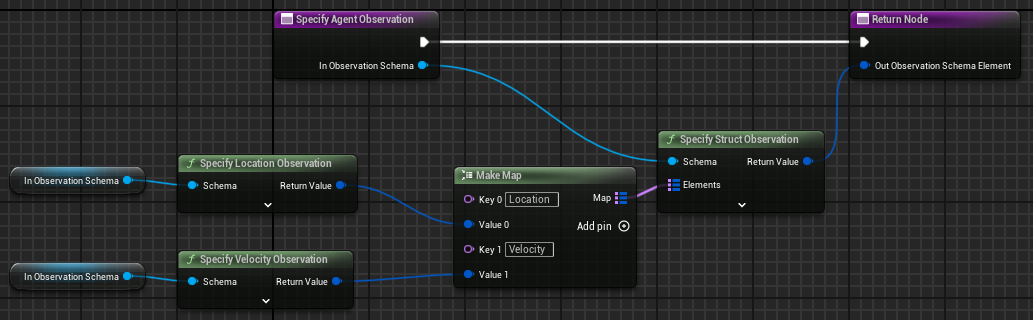 Specify Agent Observation
In Observation Schema
Return Node
Out Observation Schema Element
In Observation Schema
f Specify Location Observation
Schema Return Value
In Observation Schema
f Specify Velocity Observation
Schema Return Value
Make Map
Key 0 Location Map
Value 0 Add pin
Key 1 Velocity
Value 1
f Specify Struct Observation
Schema Return Value
Elements